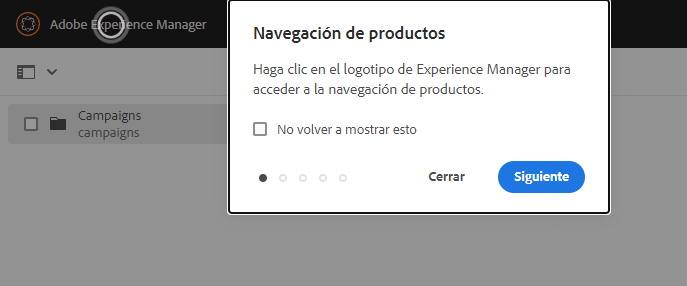 Adobe Experience Manager
Navegación de productos
Haga clic en el logotipo de Experience Manager para
acceder a la navegación de productos.
No volver a mostrar esto
Cerrar
Siguiente
Campaigns
campaigns